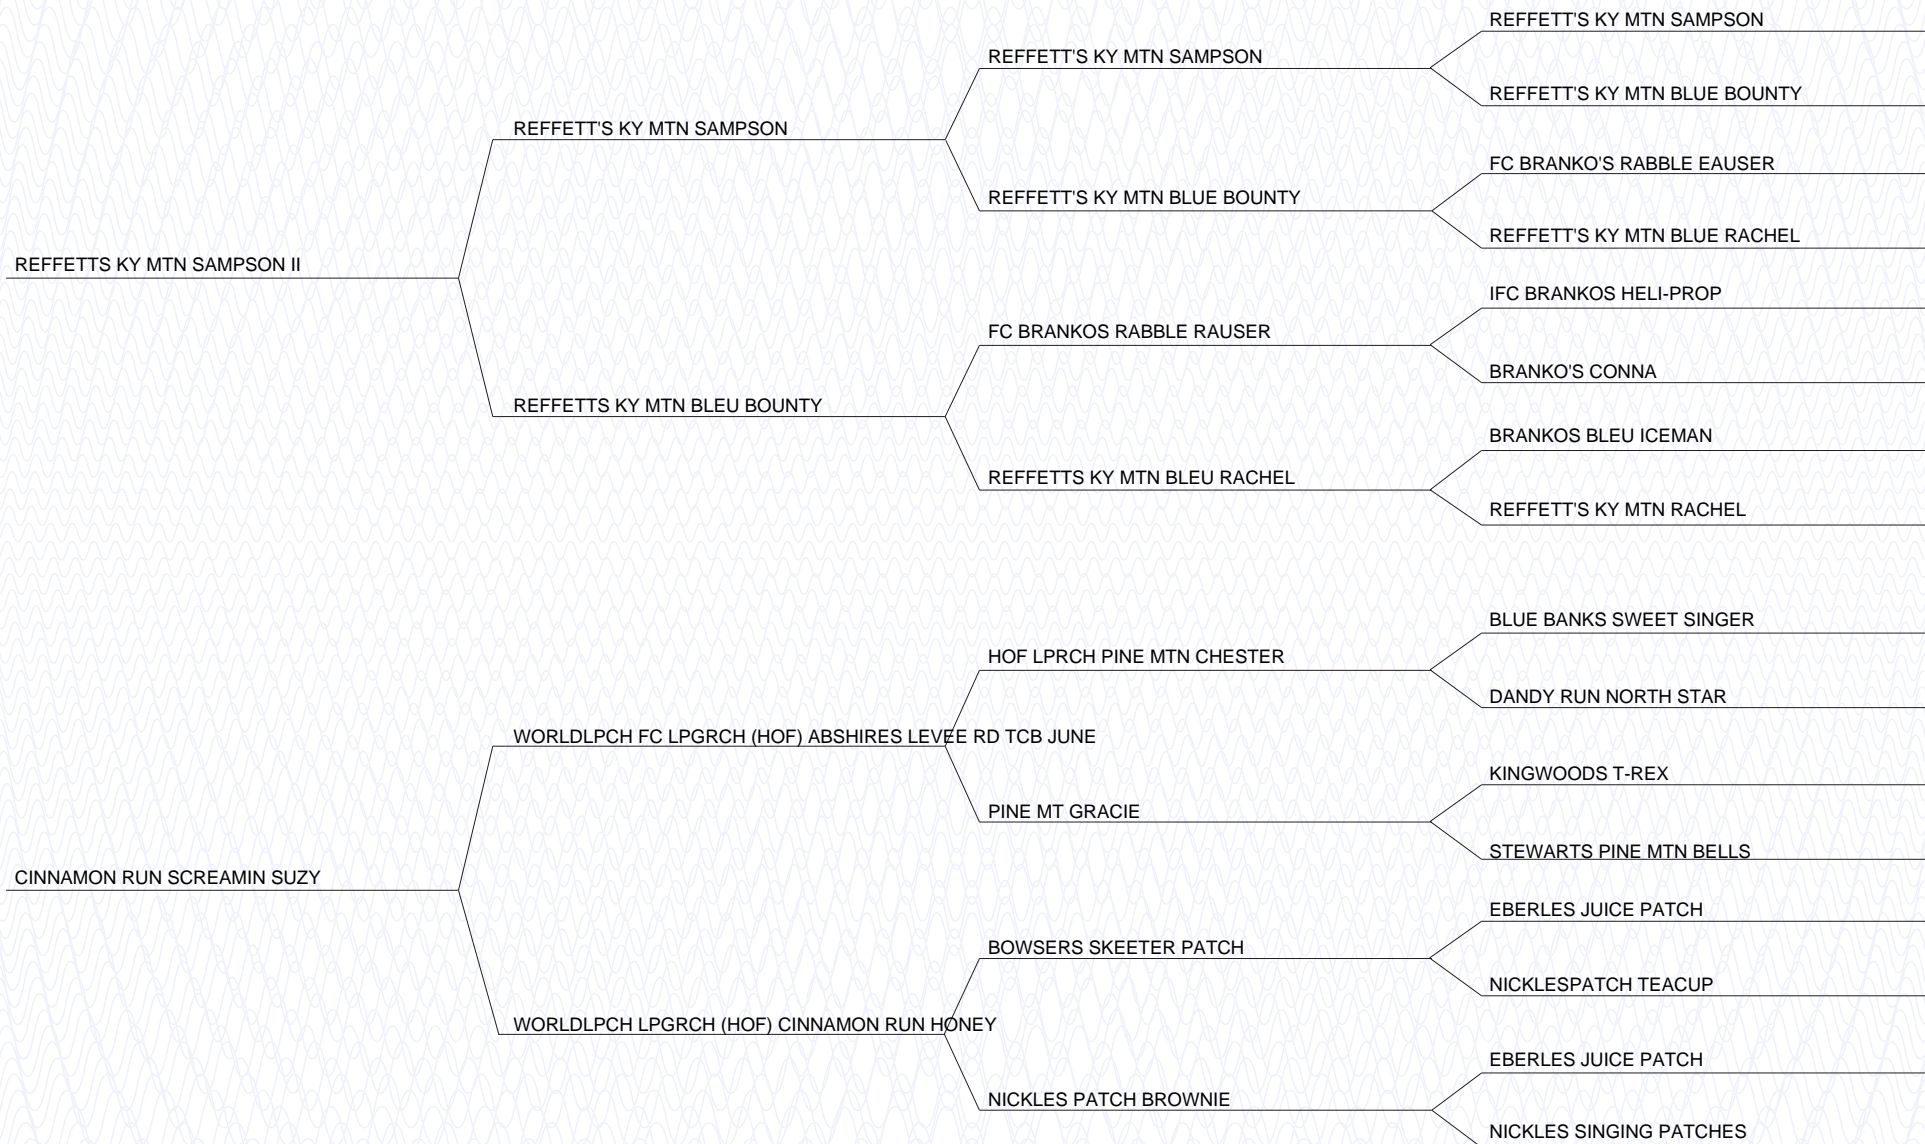 REFFETT'S KY MTN SAMPSON
REFFETT'S KY MTN SAMPSON
REFFETT'S KY MTN BLUE BOUNTY
REFFETT'S KY MTN SAMPSON
FC BRANKO'S RABBLE EAUSER
REFFETT'S KY MTN BLUE BOUNTY
REFFETT'S KY MTN BLUE RACHEL
REFFETTS KY MTN SAMPSON II
IFC BRANKOS HELI-PROP
FC BRANKOS RABBLE RAUSER
BRANKO'S CONNA
REFFETTS KY MTN BLEU BOUNTY
BRANKOS BLEU ICEMAN
REFFETTS KY MTN BLEU RACHEL
REFFETT'S KY MTN RACHEL
BLUE BANKS SWEET SINGER
HOF LPRCH PINE MTN CHESTER
DANDY RUN NORTH STAR
WORLDLPCH FC LPGRCH (HOF) ABSHIRES LEVEE RD TCB JUNE
KINGWOODS T-REX
PINE MT GRACIE
STEWARTS PINE MTN BELLS
CINNAMON RUN SCREAMIN SUZY
EBERLES JUICE PATCH
BOWSERS SKEETER PATCH
NICKLESPATCH TEACUP
WORLDLPCH LPGRCH (HOF) CINNAMON RUN HONEY
EBERLES JUICE PATCH
NICKLES PATCH BROWNIE
NICKLES SINGING PATCHES